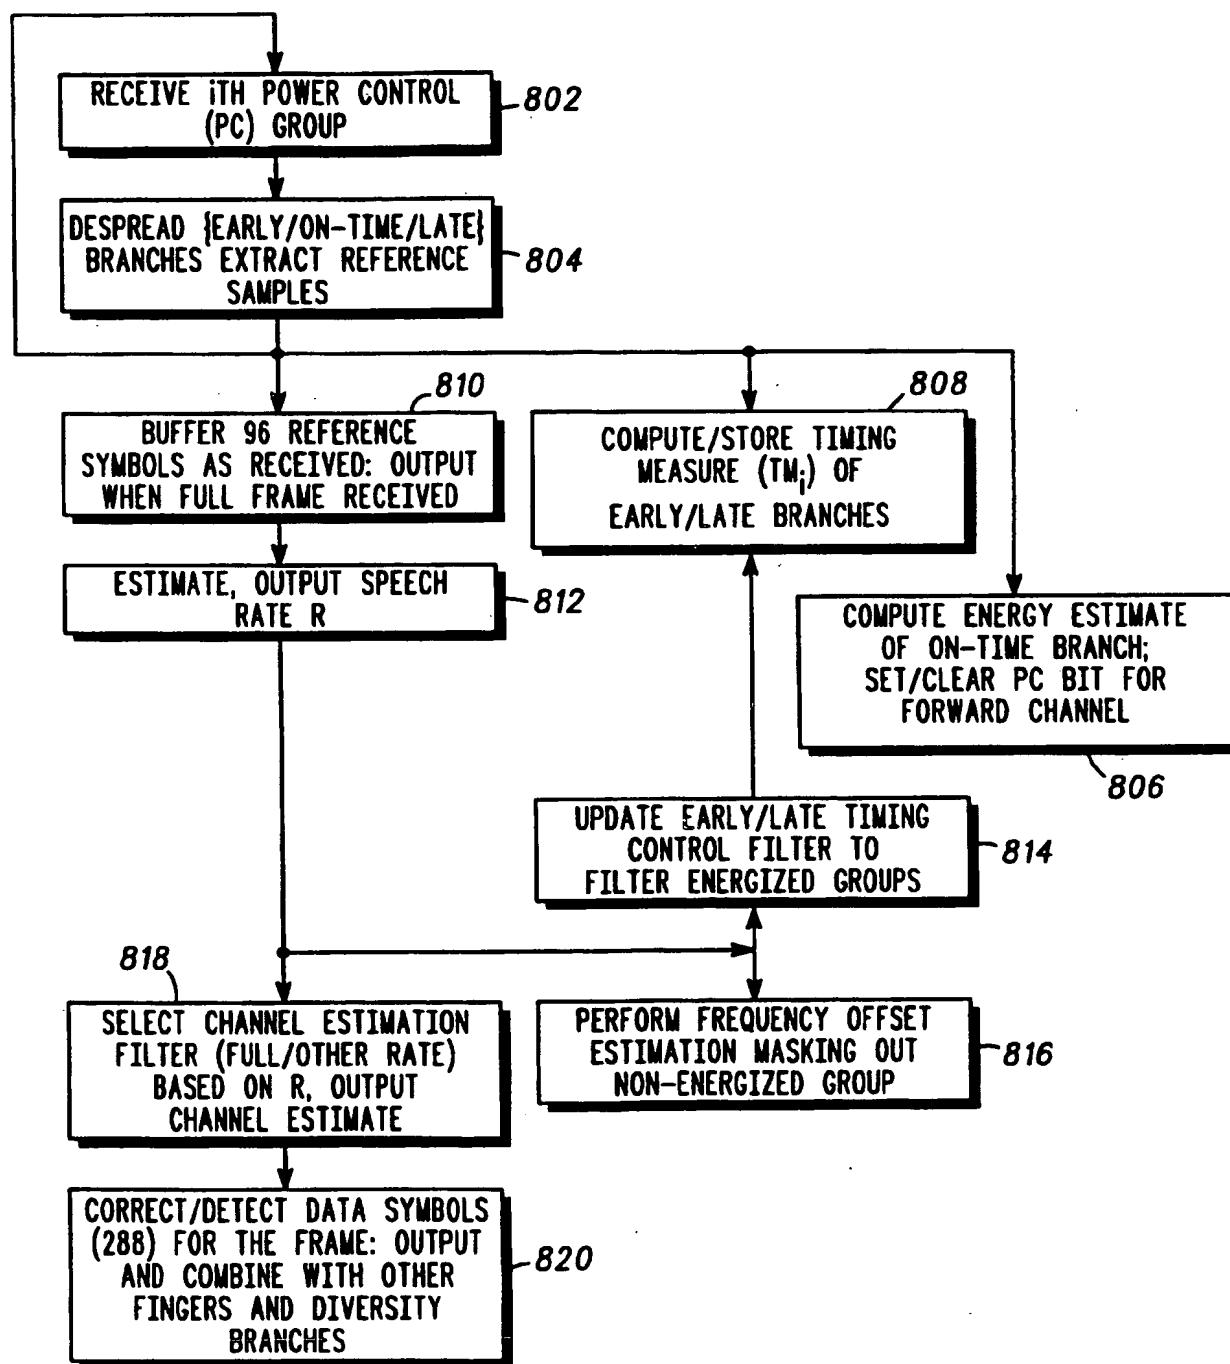 RECEIVE iTH POWER CONTROL
(PC) GROUP
802
DESPREAD {EARLY/ON-TIME/LATE}
BRANCHES EXTRACT REFERENCE
SAMPLES
804
810
BUFFER 96 REFERENCE
SYMBOLS AS RECEIVED: OUTPUT
WHEN FULL FRAME RECEIVED
808
COMPUTE/STORE TIMING
MEASURE (TMi) OF
EARLY/LATE BRANCHES
ESTIMATE, OUTPUT SPEECH
RATE R
812
COMPUTE ENERGY ESTIMATE
OF ON-TIME BRANCH;
SET/CLEAR PC BIT FOR
FORWARD CHANNEL
806
UPDATE EARLY/LATE TIMING
CONTROL FILTER TO
FILTER ENERGIZED GROUPS
814
818
SELECT CHANNEL ESTIMATION
FILTER (FULL/OTHER RATE)
BASED ON R, OUTPUT
CHANNEL ESTIMATE
PERFORM FREQUENCY OFFSET
ESTIMATION MASKING OUT
NON-ENERGIZED GROUP
816
CORRECT/DETECT DATA SYMBOLS
(288) FOR THE FRAME: OUTPUT
AND COMBINE WITH OTHER
FINGERS AND DIVERSITY
BRANCHES
820